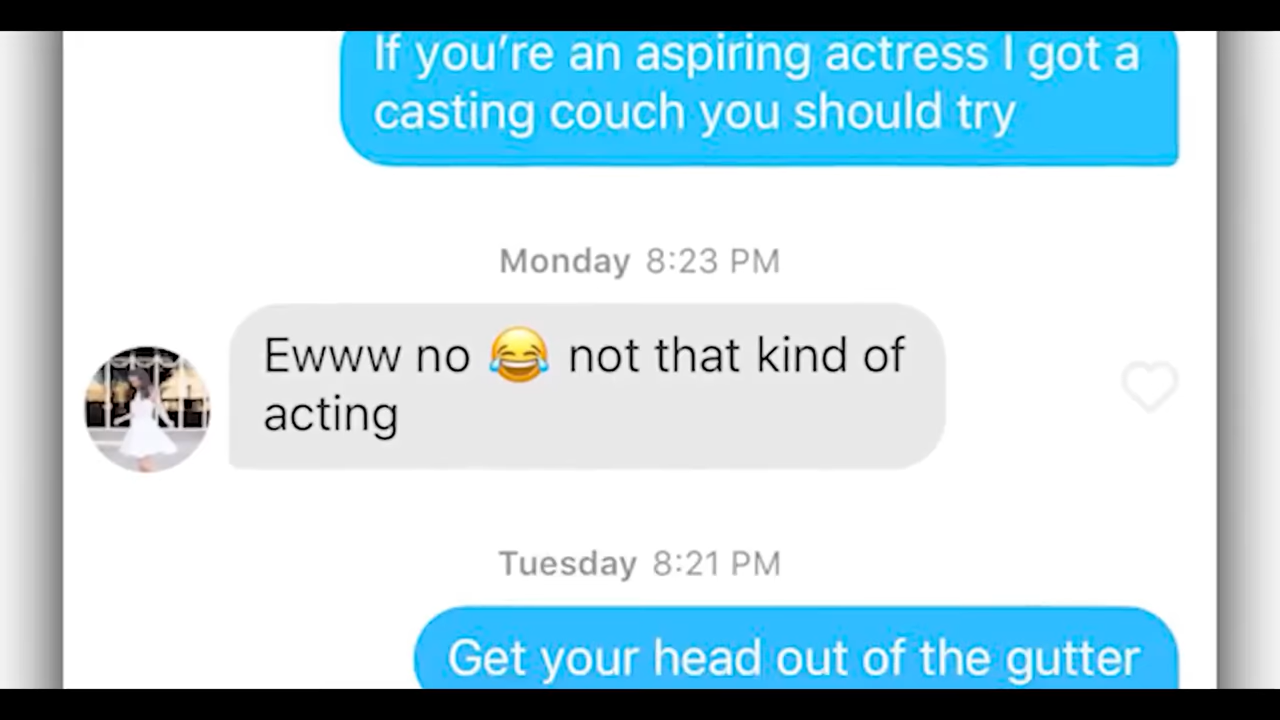 If you’re an aspiring actress I got a
casting couch you should try
Monday 8:23 PM
Ewww no 😂 not that kind of
acting
Tuesday 8:21 PM
Get your head out of the gutter